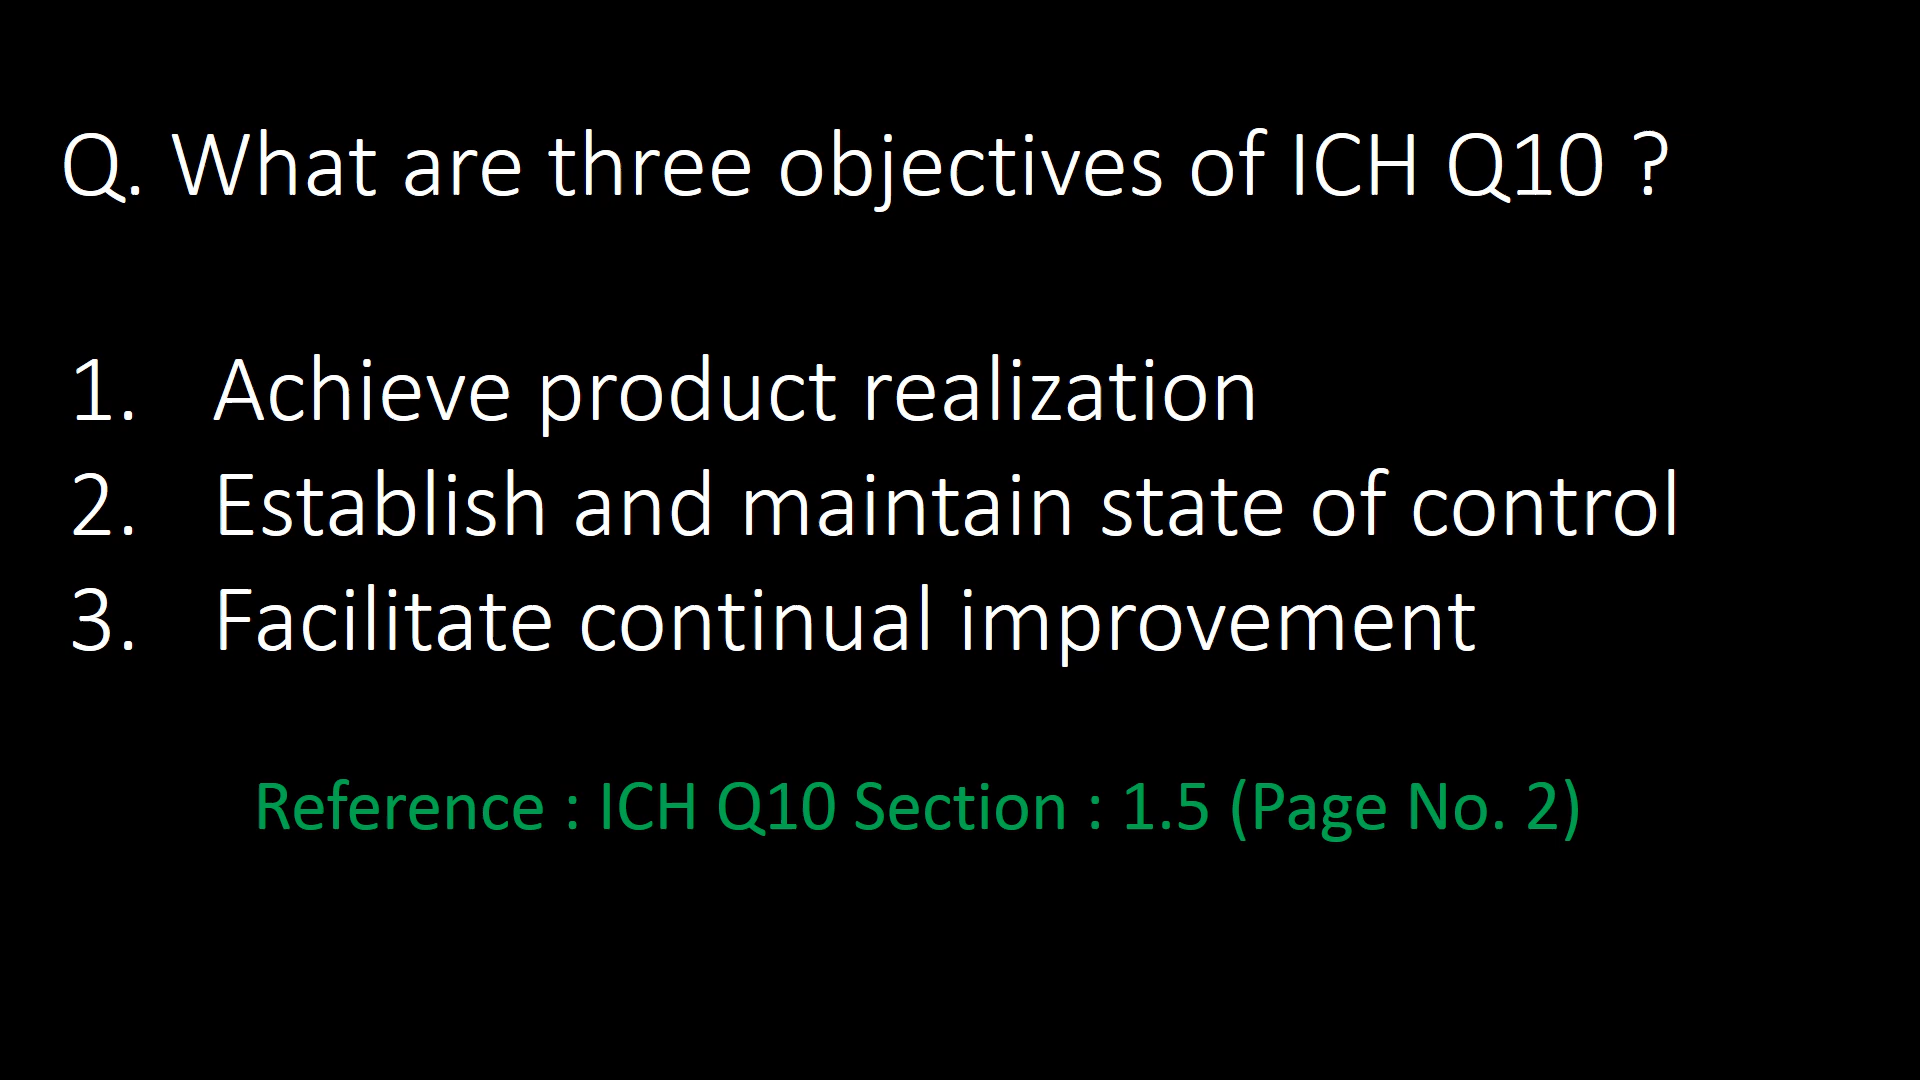 Q. What are three objectives of ICH Q10 ?
1. Achieve product realization
2. Establish and maintain state of control
3. Facilitate continual improvement
Reference : ICH Q10 Section : 1.5 (Page No. 2)